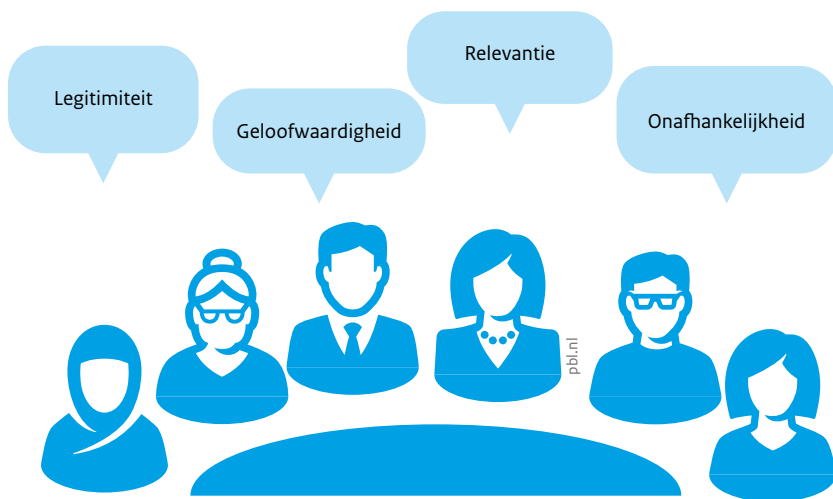 Legitimiteit
Geloofwaardigheid
Relevantie
Onafhankelijkheid
pbl.nl